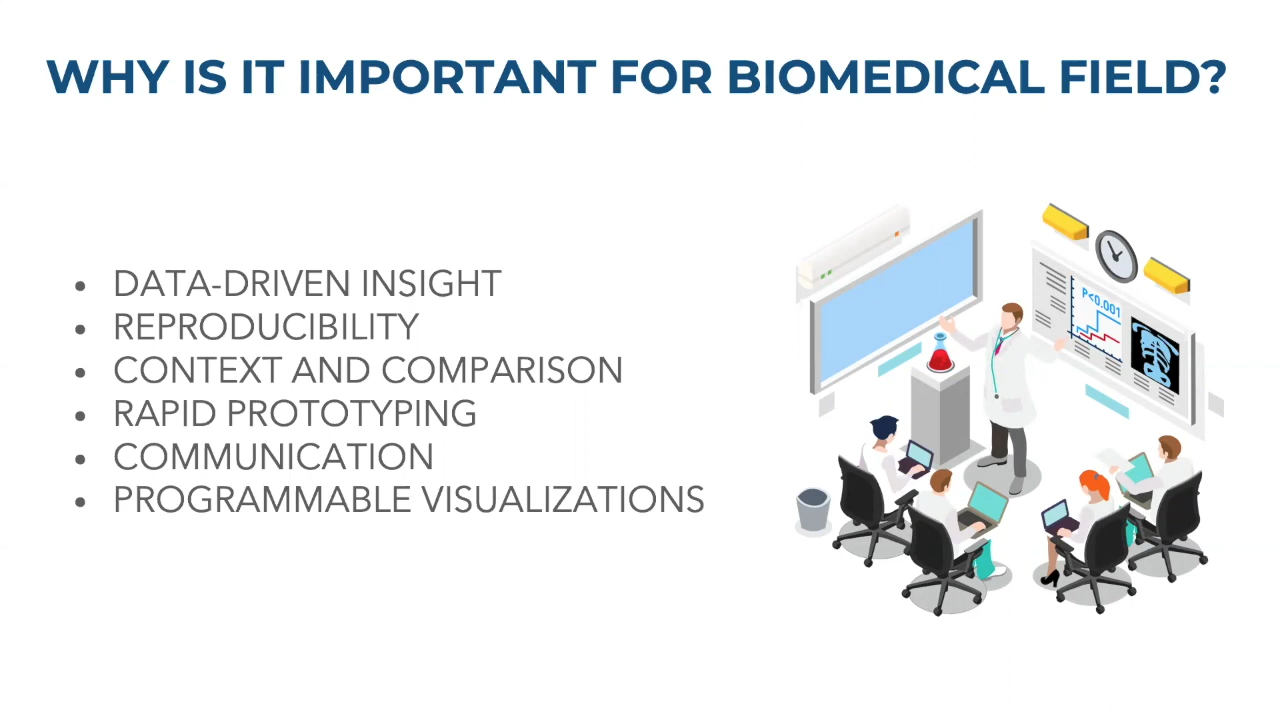 WHY IS IT IMPORTANT FOR BIOMEDICAL FIELD?
• DATA-DRIVEN INSIGHT
• REPRODUCIBILITY
• CONTEXT AND COMPARISON
• RAPID PROTOTYPING
• COMMUNICATION
• PROGRAMMABLE VISUALIZATIONS
P<0.001